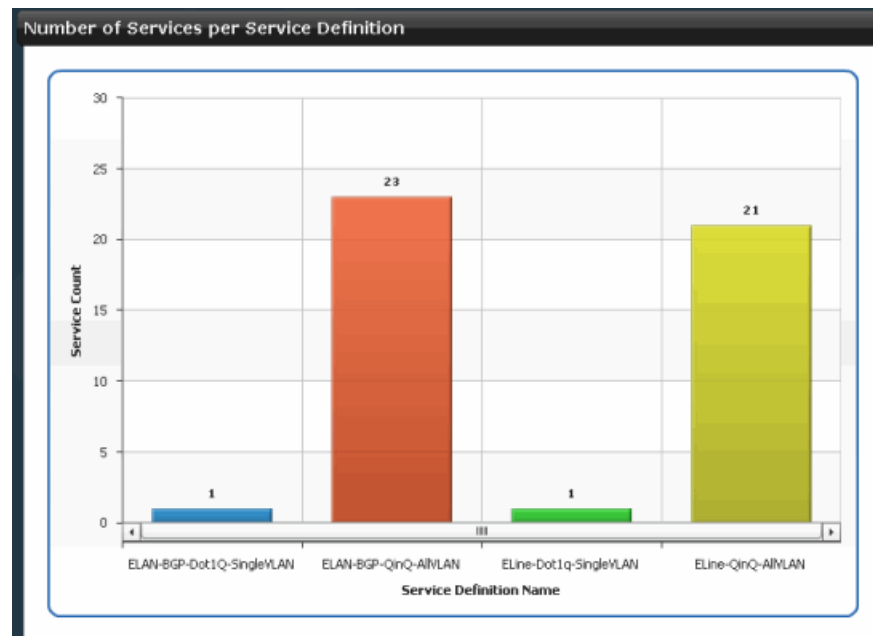 Number of Services per Service Definition
30
25
20
15
10
5
0
Service Count
23
21
1
1
ELAN-BGP-Dot1Q-SingleVLAN
ELAN-BGP-QinQ-AllVLAN
ELine-Dot1q-SingleVLAN
ELine-QinQ-AllVLAN
Service Definition Name